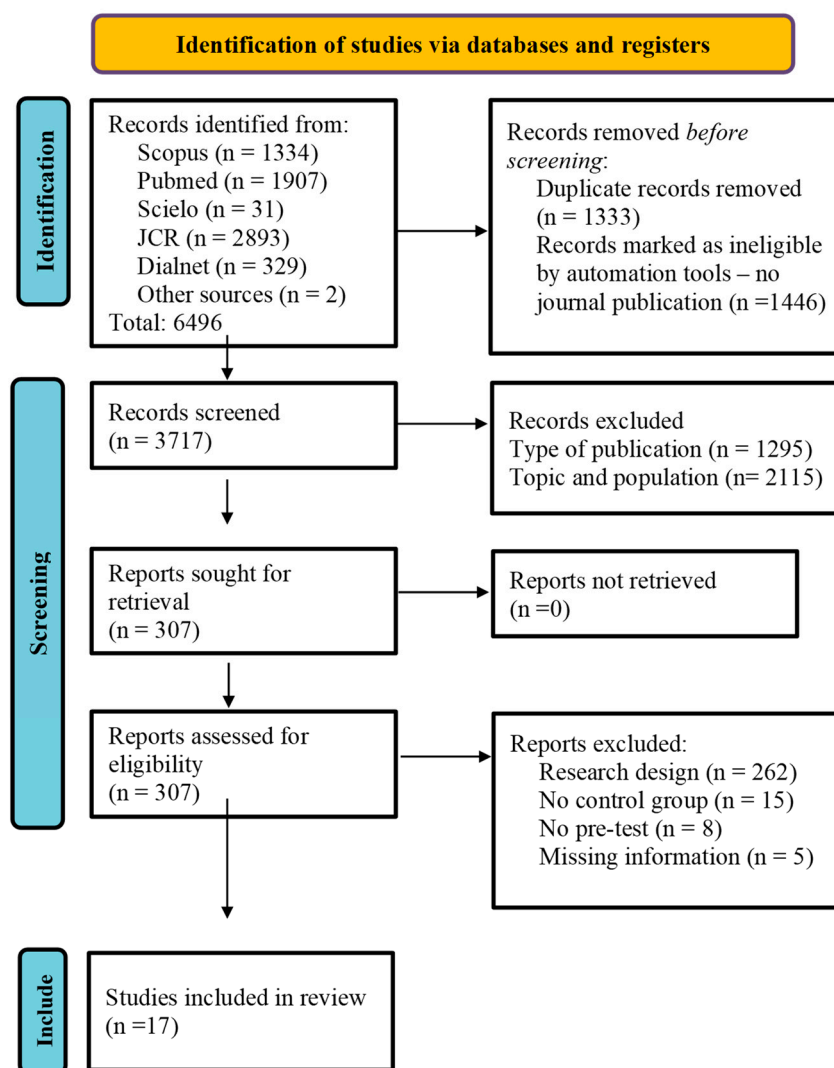 Identification of studies via databases and registers
Identification
Records identified from:
Scopus (n = 1334)
Pubmed (n = 1907)
Scielo (n = 31)
JCR (n = 2893)
Dialnet (n = 329)
Other sources (n = 2)
Total: 6496
Records removed before
screening:
Duplicate records removed
(n = 1333)
Records marked as ineligible
by automation tools – no
journal publication (n =1446)
Screening
Records screened
(n = 3717)
Records excluded
Type of publication (n = 1295)
Topic and population (n= 2115)
Reports sought for
retrieval
(n = 307)
Reports not retrieved
(n =0)
Reports assessed for
eligibility
(n = 307)
Reports excluded:
Research design (n = 262)
No control group (n = 15)
No pre-test (n = 8)
Missing information (n = 5)
Include
Studies included in review
(n =17)